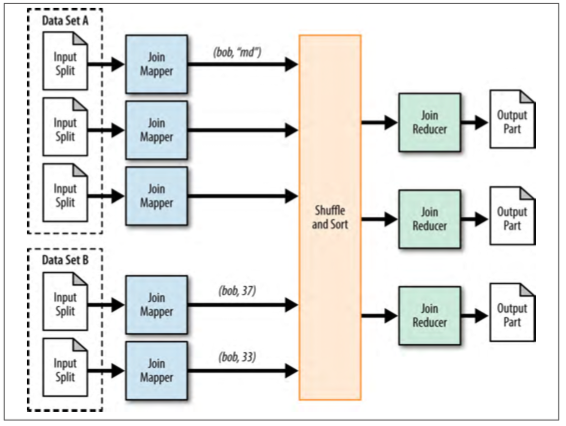 Data Set A
Input
Split
Join
Mapper
(bob, "md")
Input
Split
Join
Mapper
Input
Split
Join
Mapper
Data Set B
Input
Split
Join
Mapper
(bob, 37)
Input
Split
Join
Mapper
(bob, 33)
Shuffle
and Sort
Join
Reducer
Output
Part
Join
Reducer
Output
Part
Join
Reducer
Output
Part